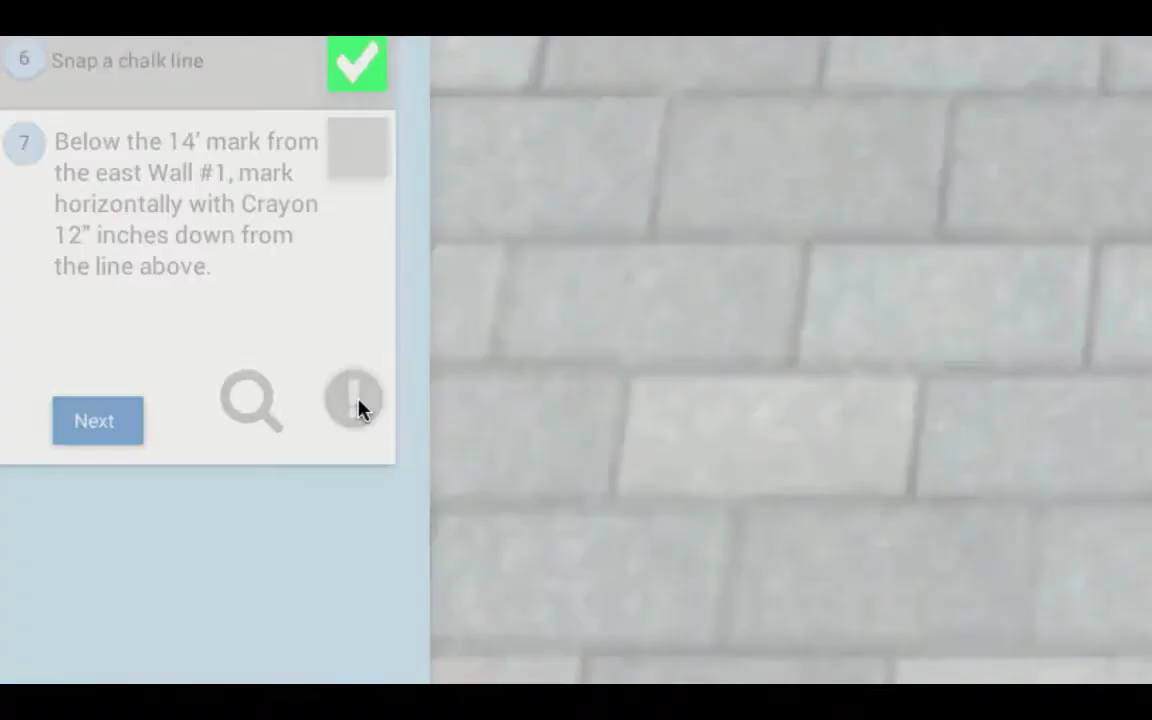 6 Snap a chalk line
7 Below the 14' mark from
the east Wall #1, mark
horizontally with Crayon
12" inches down from
the line above.
Next
!